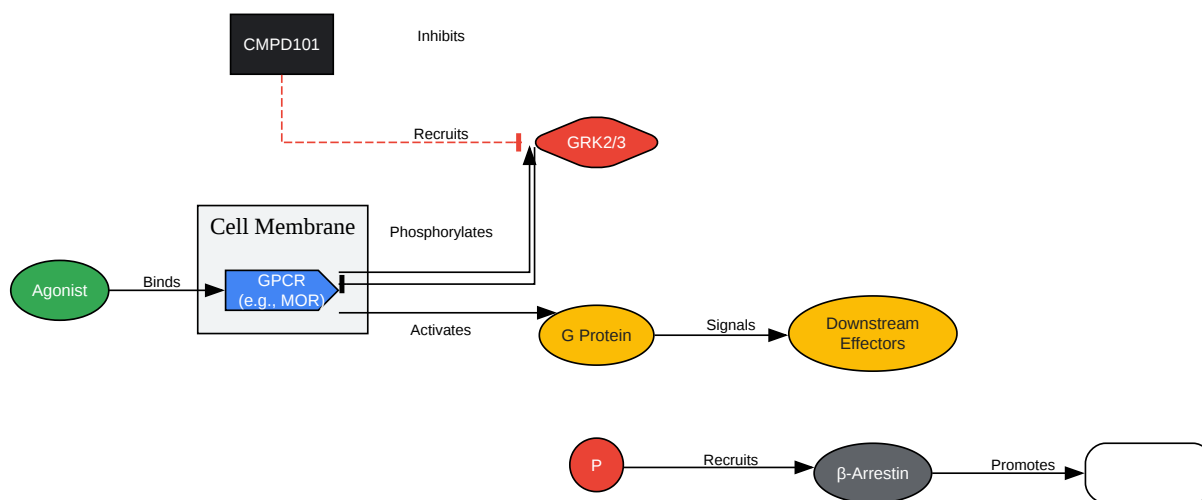 CMPD101
Inhibits
Recruits
GRK2/3
Cell Membrane
Phosphorylates
Agonist
Binds
GPCR
(e.g., MOR)
Activates
G Protein
Signals
Downstream
Effectors
P
Recruits
β-Arrestin
Promotes